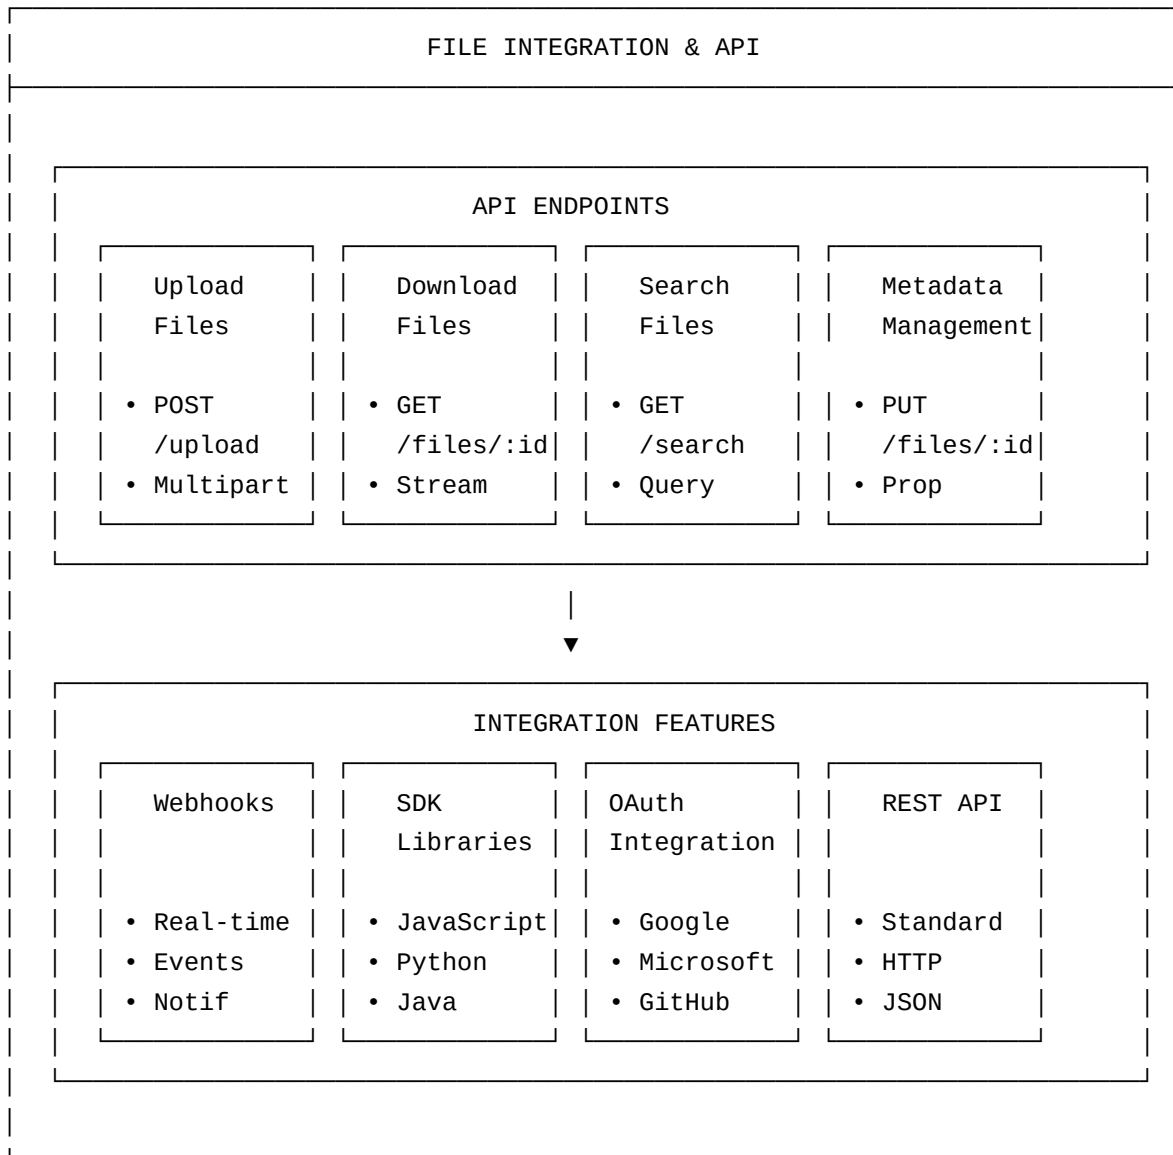 FILE INTEGRATION & API
API ENDPOINTS
Upload Download Search Metadata
Files Files Files Management
• POST • GET • GET • PUT
/upload /files/:id /search /files/:id
• Multipart • Stream • Query • Prop
INTEGRATION FEATURES
Webhooks SDK OAuth REST API
Libraries Integration
• Real-time • JavaScript • Google • Standard
• Events • Python • Microsoft • HTTP
• Notif • Java • GitHub • JSON